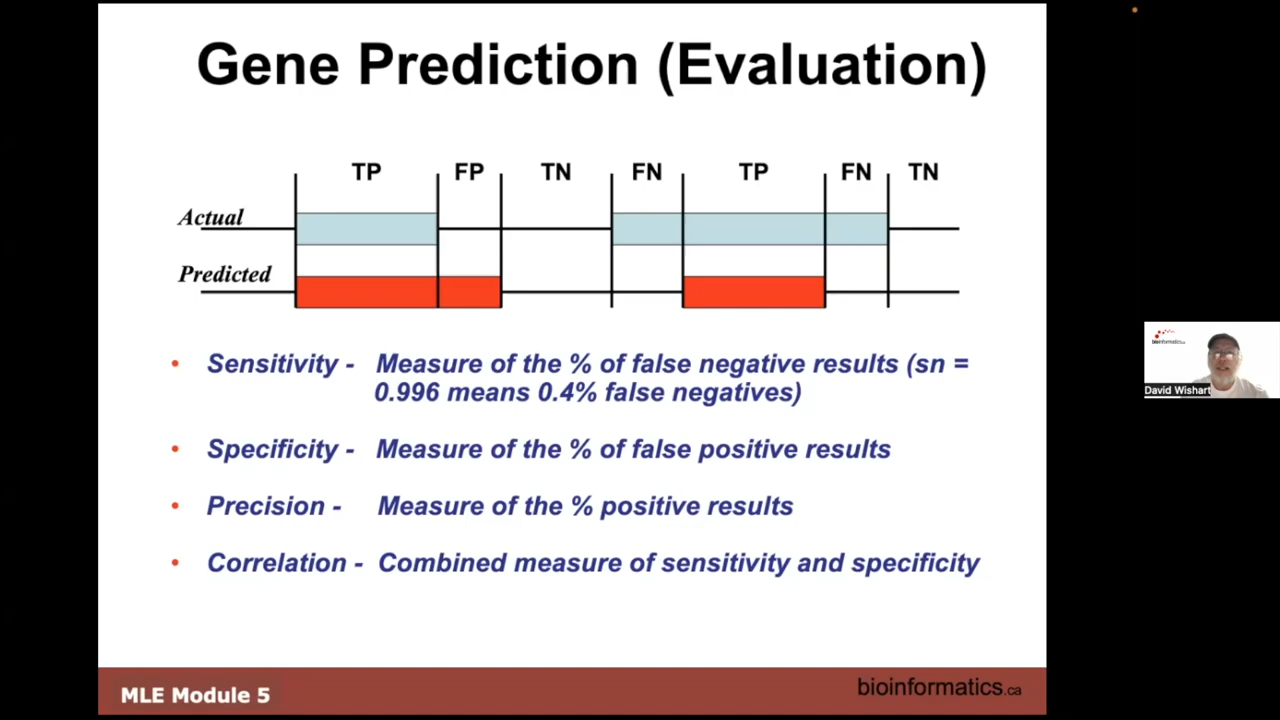 Gene Prediction (Evaluation)
TP FP TN FN TP FN TN
Actual
Predicted
• Sensitivity - Measure of the % of false negative results (sn =
0.996 means 0.4% false negatives)
• Specificity - Measure of the % of false positive results
• Precision - Measure of the % positive results
• Correlation - Combined measure of sensitivity and specificity
MLE Module 5
bioinformatics.ca
bioinformatics.ca
David Wishart